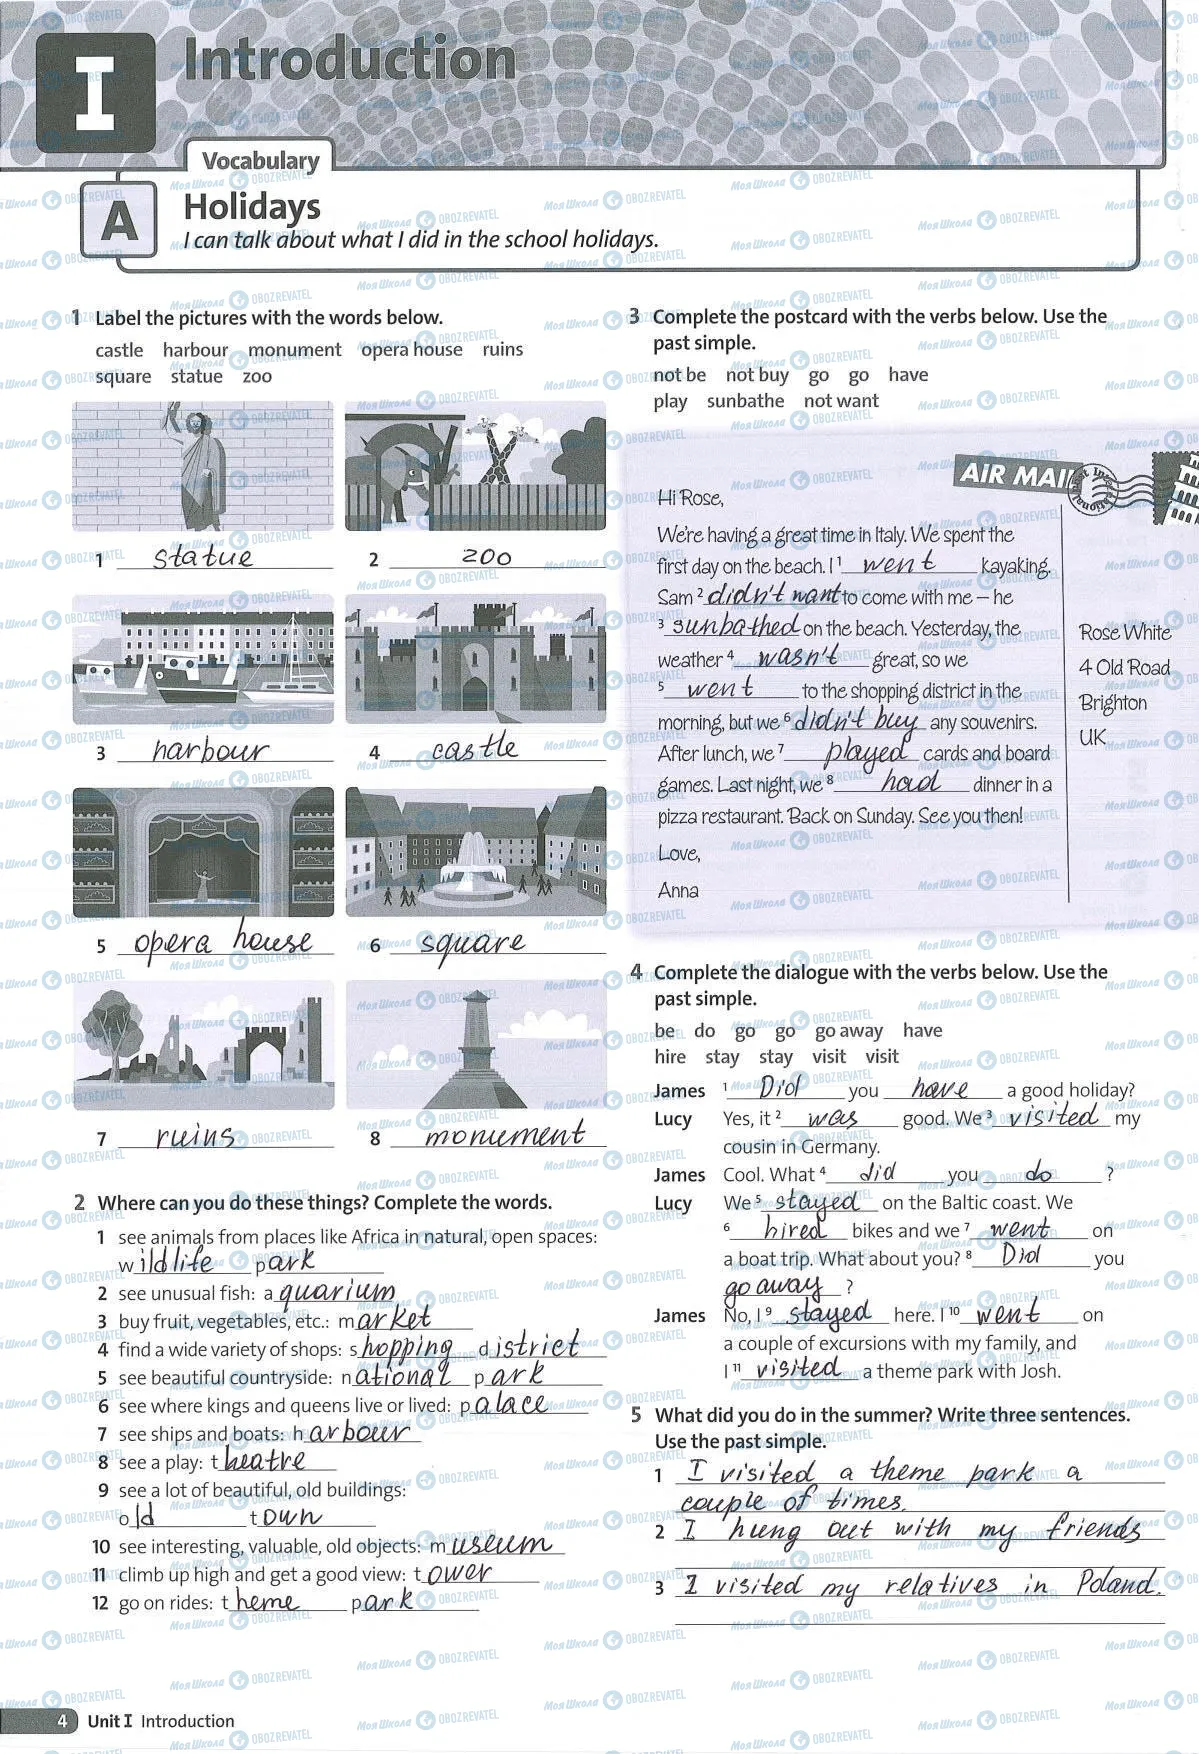 I
Introduction
Vocabulary
A
Holidays
I can talk about what I did in the school holidays.
1 Label the pictures with the words below.
castle harbour monument opera house ruins
square statue zoo
1 statue
2 zoo
3 harbour
4 castle
5 opera house
6 square
7 ruins
8 monument
2 Where can you do these things? Complete the words.
1 see animals from places like Africa in natural, open spaces:
wildlife park
2 see unusual fish: aquarium
3 buy fruit, vegetables, etc.: market
4 find a wide variety of shops: shopping district
5 see beautiful countryside: national park
6 see where kings and queens live or lived: palace
7 see ships and boats: harbour
8 see a play: theatre
9 see a lot of beautiful, old buildings:
old town
10 see interesting, valuable, old objects: museum
11 climb up high and get a good view: tower
12 go on rides: theme park
3 Complete the postcard with the verbs below. Use the
past simple.
not be not buy go go have
play sunbathe not want
AIR MAIL
Hi Rose,
We're having a great time in Italy. We spent the
first day on the beach. I 1 went kayaking.
Sam 2 didn't want to come with me – he
3 sunbathed on the beach. Yesterday, the
weather 4 wasn't great, so we
5 went to the shopping district in the
morning, but we 6 didn't buy any souvenirs.
After lunch, we 7 played cards and board
games. Last night, we 8 had dinner in a
pizza restaurant. Back on Sunday. See you then!
Love,
Anna
Rose White
4 Old Road
Brighton
UK
4 Complete the dialogue with the verbs below. Use the
past simple.
be do go go go away have
hire stay stay visit visit
James 1 Did you have a good holiday?
Lucy Yes, it 2 was good. We 3 visited my
cousin in Germany.
James Cool. What 4 did you do ?
Lucy We 5 stayed on the Baltic coast. We
6 hired bikes and we 7 went on
a boat trip. What about you? 8 Did you
go away ?
James No, I 9 stayed here. I 10 went on
a couple of excursions with my family, and
I 11 visited a theme park with Josh.
5 What did you do in the summer? Write three sentences.
Use the past simple.
1 I visited a theme park a
couple of times.
2 I hung out with my friends
3 I visited my relatives in Poland.
4 Unit I Introduction
МояШкола OBOZREVATEL